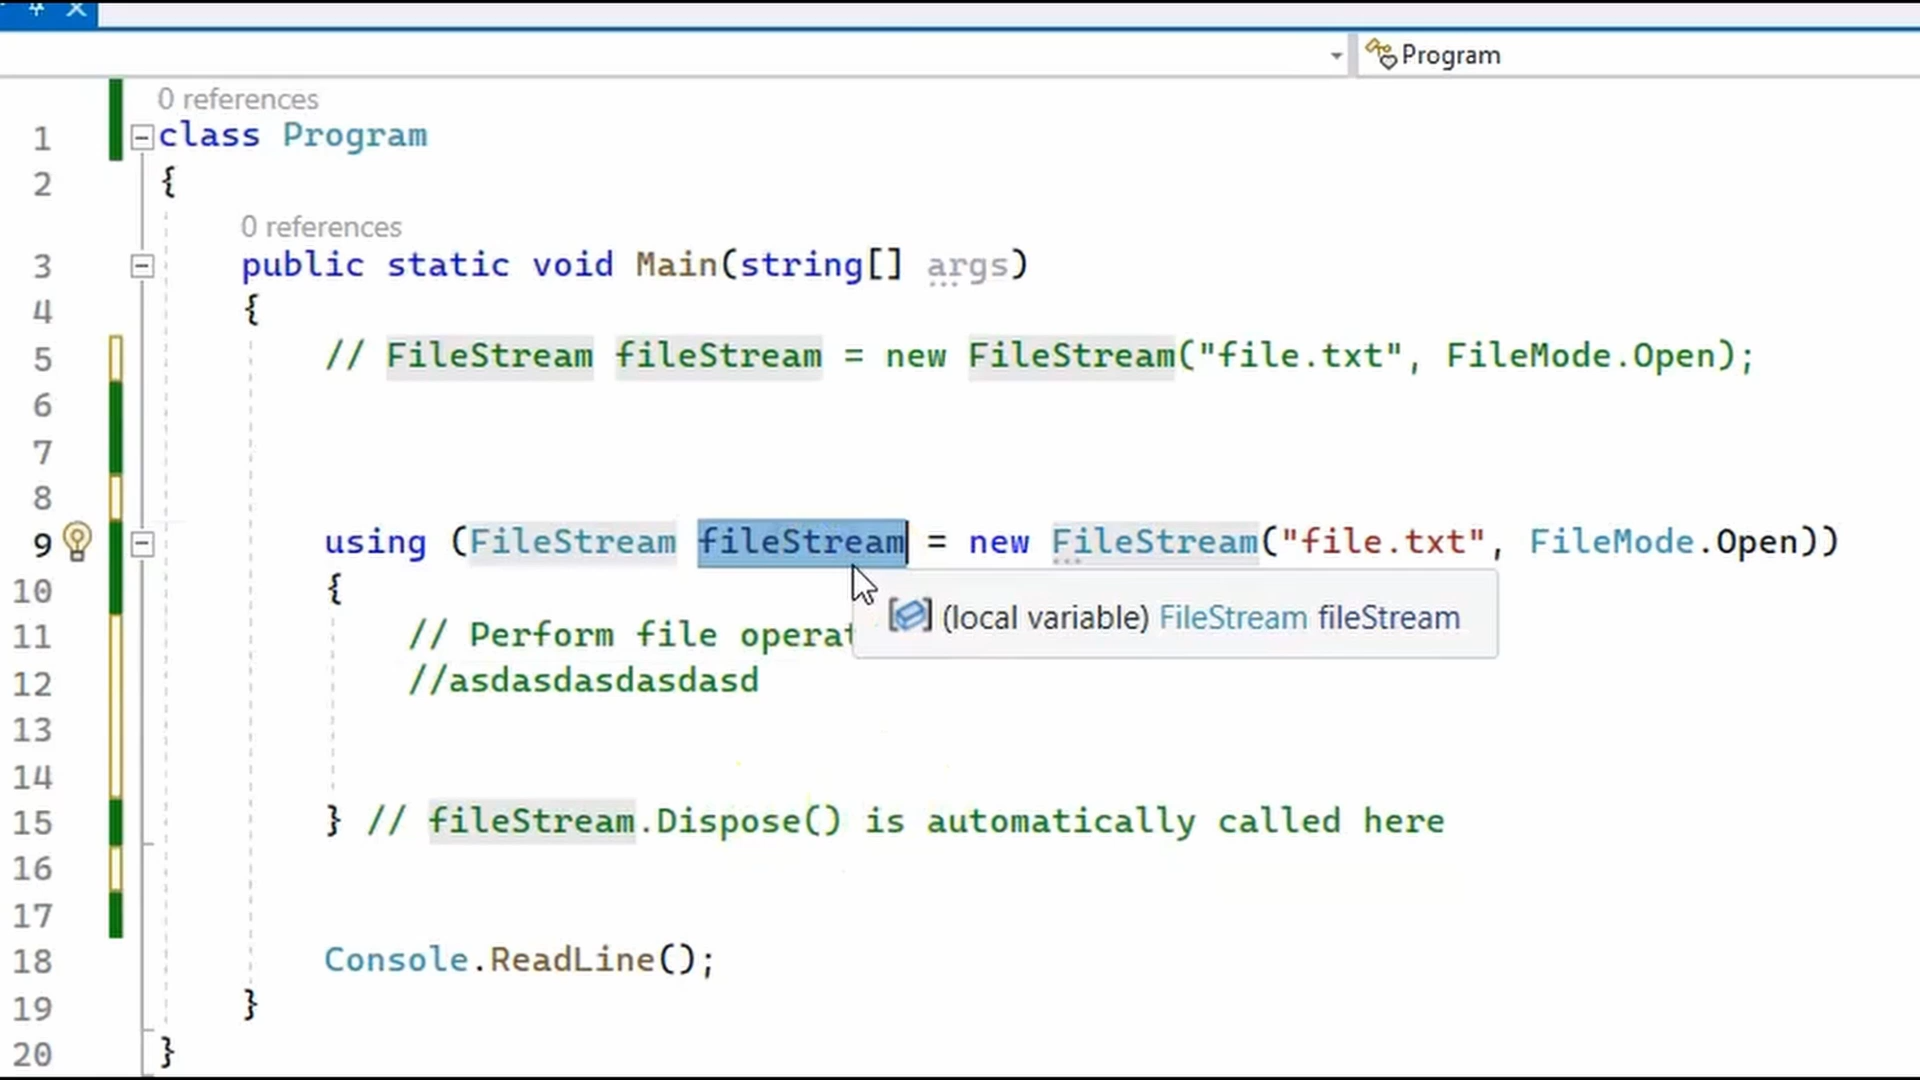 Program
0 references
1 class Program
2 {
0 references
3 public static void Main(string[] args)
4 {
5 // FileStream fileStream = new FileStream("file.txt", FileMode.Open);
6
7
8
9 using (FileStream fileStream = new FileStream("file.txt", FileMode.Open))
10 {
(local variable) FileStream fileStream
11 // Perform file operat
12 //asdasdasdasdasd
13
14
15 } // fileStream.Dispose() is automatically called here
16
17
18 Console.ReadLine();
19 }
20 }